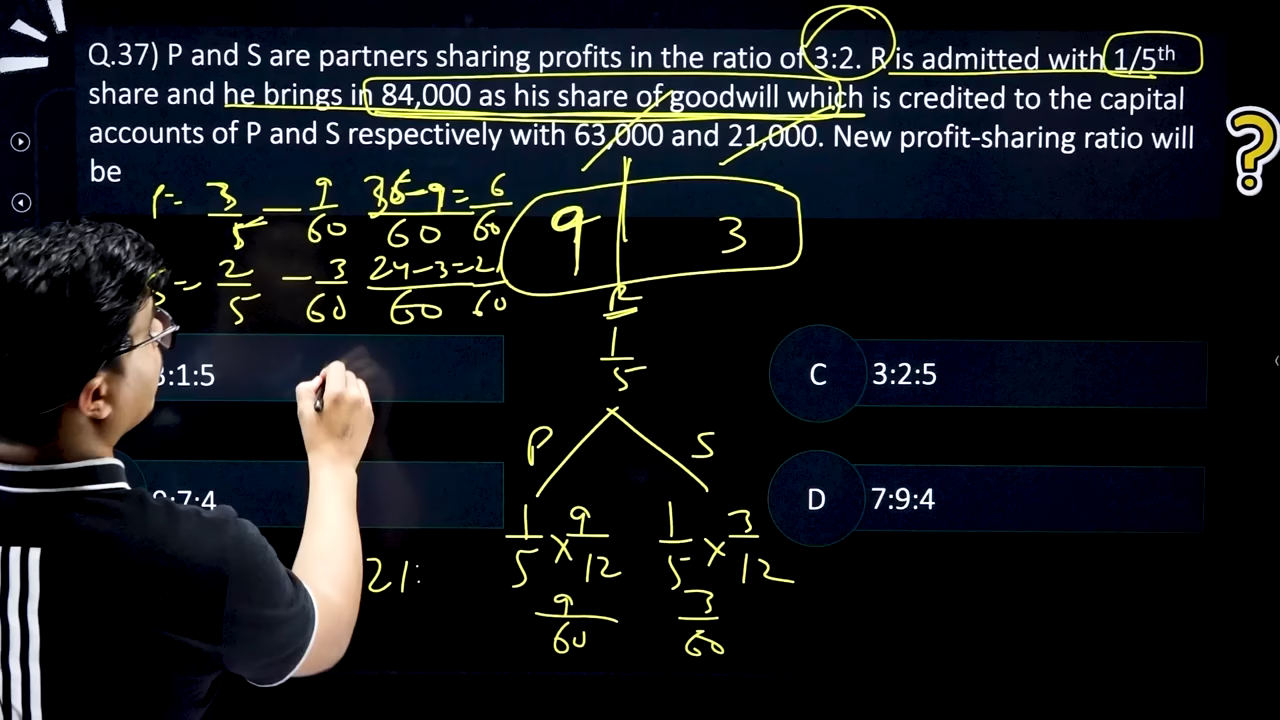 Q.37) P and S are partners sharing profits in the ratio of 3:2. R is admitted with 1/5th
share and he brings in 84,000 as his share of goodwill which is credited to the capital
accounts of P and S respectively with 63,000 and 21,000. New profit-sharing ratio will
be
3/5 - 9/60 36-9/60 = 6/60
= 2/5 - 3/60 24-3/60 = 21/60
9 3
R
1/5
:1:5
C 3:2:5
P S
:7:4
D 7:9:4
1/5 × 9/12 1/5 × 3/12
21:
9/60 3/60